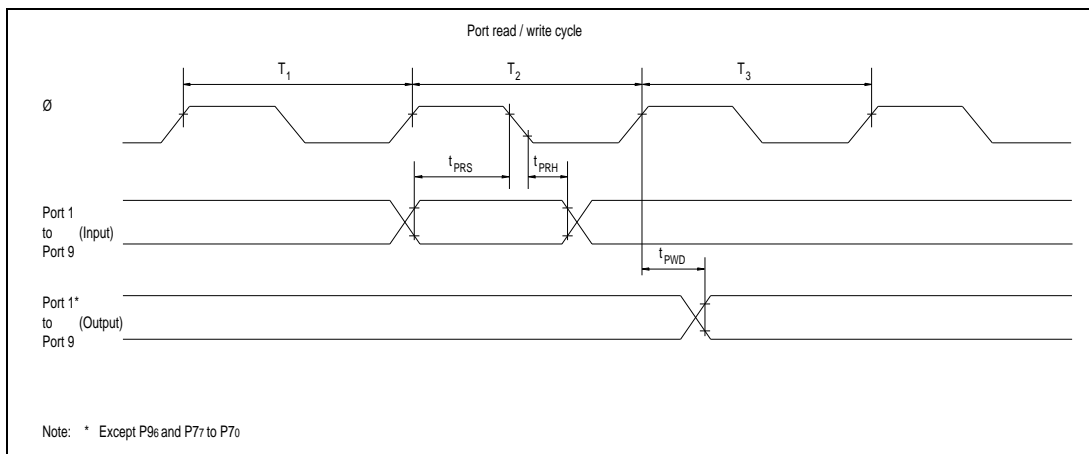 Port read / write cycle
T1 T2 T3
Ø
tPRS tPRH
Port 1
to (Input)
Port 9
tPWD
Port 1*
to (Output)
Port 9
Note: * Except P96 and P77 to P70